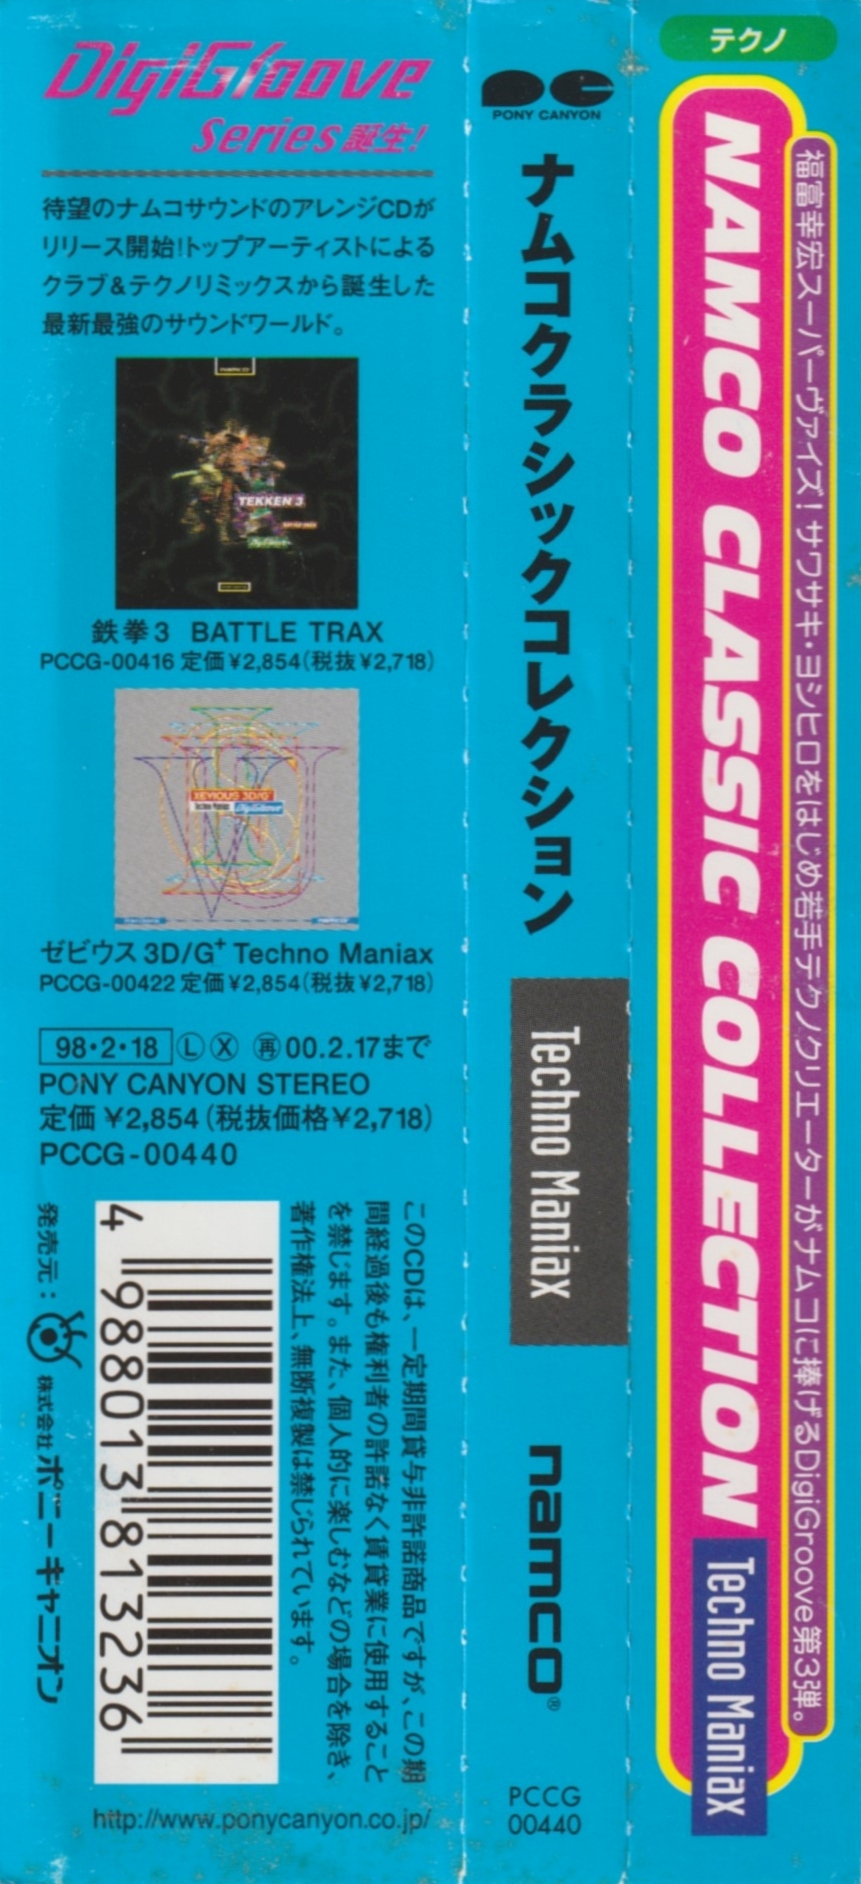 DigiGroove
Series 誕生!
待望のナムコサウンドのアレンジCDが
リリース開始!トップアーティストによる
クラブ&テクノリミックスから誕生した
最新最強のサウンドワールド。
TEKKEN 3
鉄拳3 BATTLE TRAX
PCCG-00416 定価¥2,854(税抜¥2,718)
XEVIOUS 3D/G+
Techno Maniax DigiGroove
ゼビウス 3D/G+ Techno Maniax
PCCG-00422 定価¥2,854(税抜¥2,718)
98・2・18 Ⓛ Ⓧ ㊢00.2.17まで
PONY CANYON STEREO
定価 ¥2,854 (税抜価格¥2,718)
PCCG-00440
このCDは、一定期間貸与非許諾商品ですが、この期
間経過後も権利者の許諾なく賃貸業に使用すること
を禁じます。また、個人的に楽しむなどの場合を除き、
著作権法上、無断複製は禁じられています。
4 988013 813236
発売元: 株式会社ポニーキャニオン
http://www.ponycanyon.co.jp/
PC
PONY CANYON
ナムコクラシックコレクション
Techno Maniax
namco®
PCCG
00440
テクノ
福富幸宏スーパーヴァイズ!サワサキ・ヨシヒロをはじめ若手テクノクリエーターがナムコに捧げるDigiGroove第3弾。
NAMCO CLASSIC COLLECTION
Techno Maniax